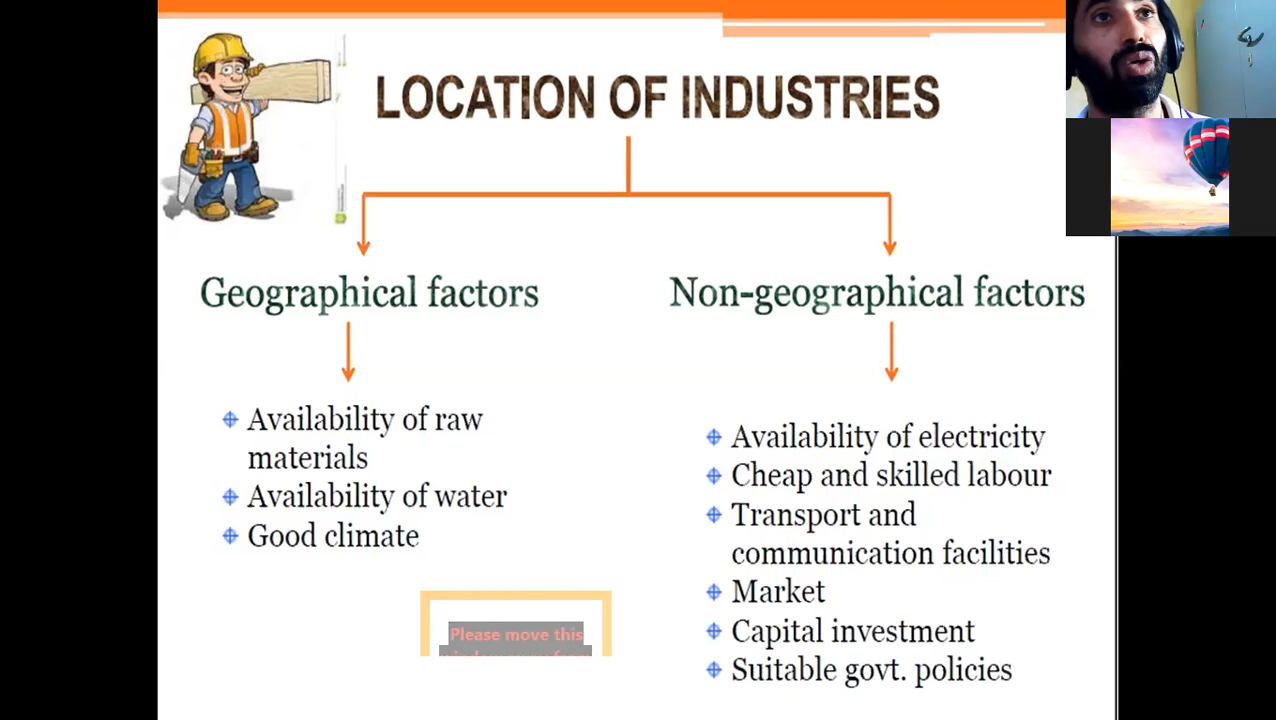 LOCATION OF INDUSTRIES
Geographical factors
Availability of raw
materials
Availability of water
Good climate
Non-geographical factors
Availability of electricity
Cheap and skilled labour
Transport and
communication facilities
Market
Capital investment
Suitable govt. policies
Please move this